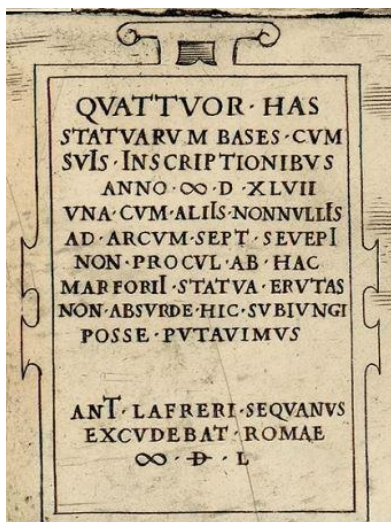 QVATTVOR · HAS
STATVARVM BASES · CVM
SVIS · INSCRIPTIONIBVS
ANNO · ∞ · D · XLVII
VNA · CVM · ALIIS · NONNVLLIS
AD · ARCVM · SEPT · SEVEPI
NON · PROCVL · AB · HAC
MARFORII · STATVA · ERVTAS
NON · ABSVRDE · HIC · SVBIVNGI
POSSE · PVTAVIMVS
ANT · LAFRERI · SEQVANVS
EXCVDEBAT · ROMAE
∞ · D · L